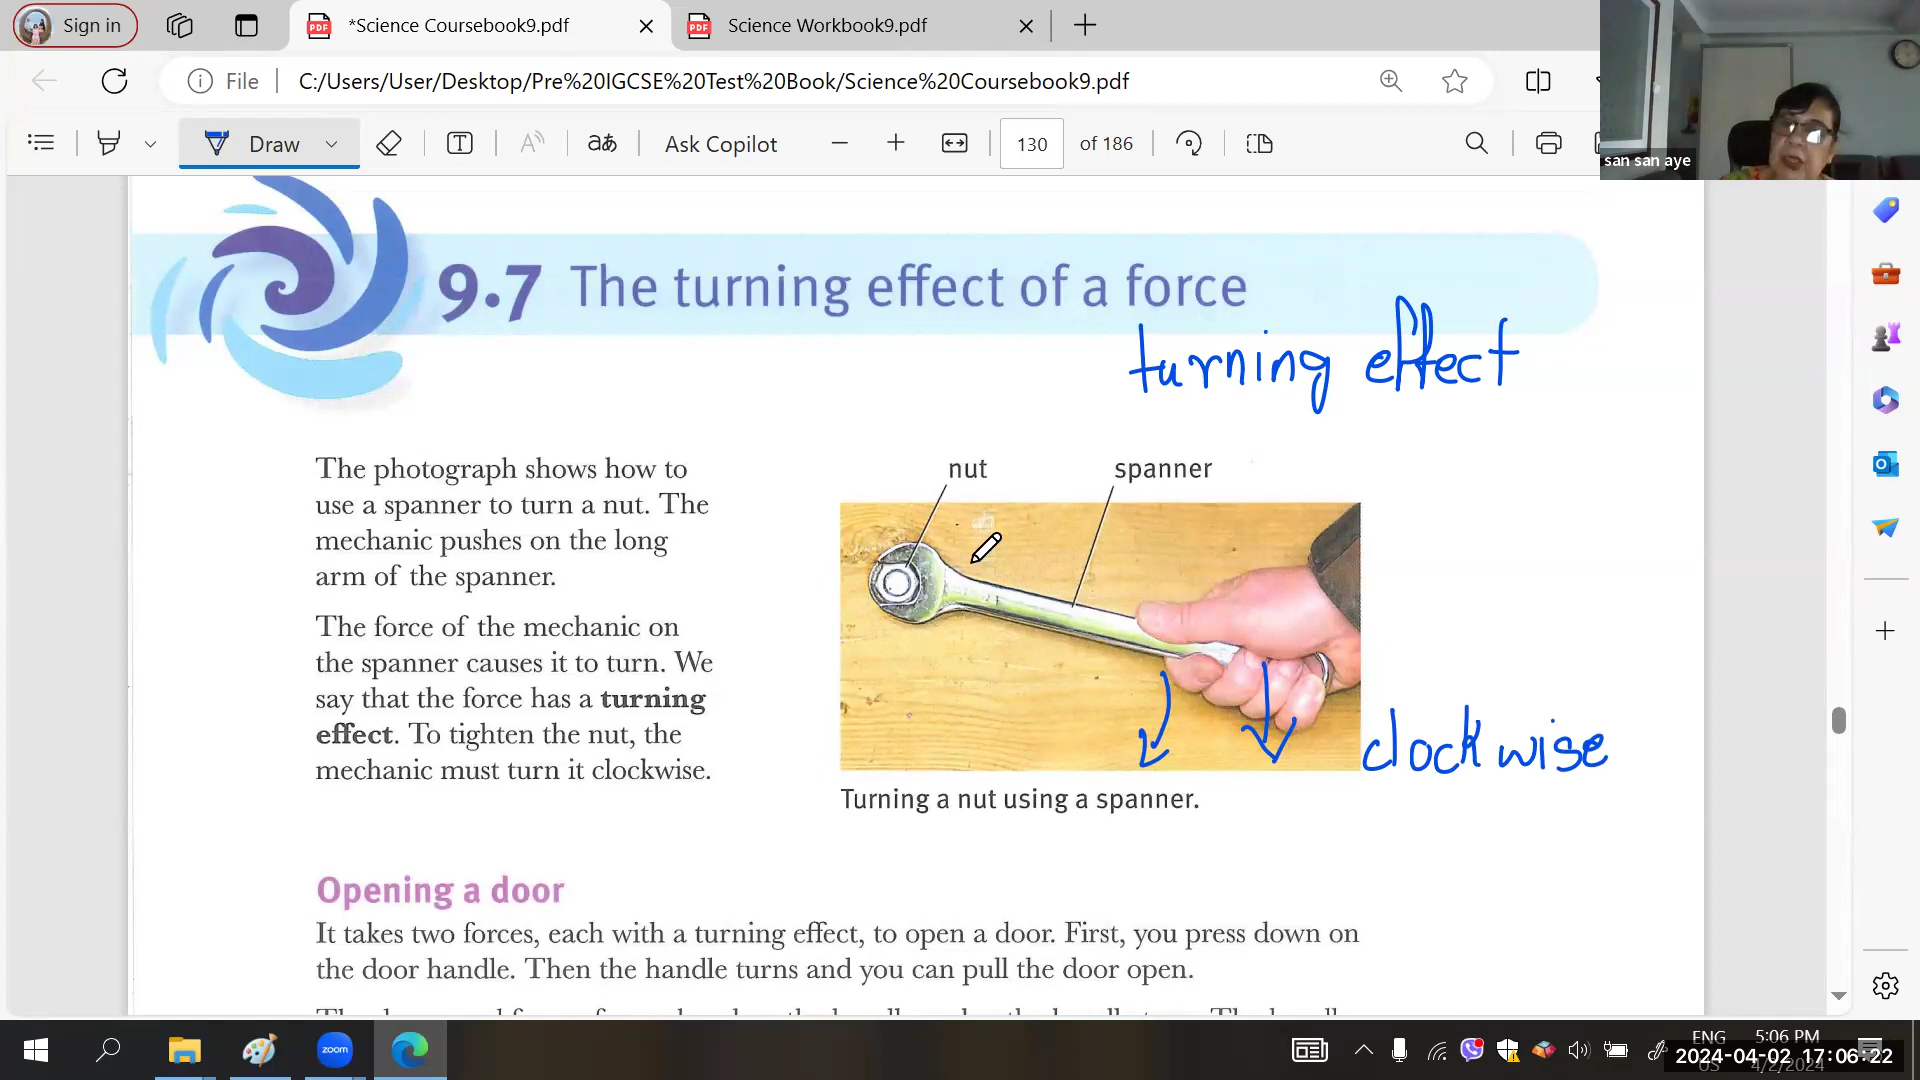 Sign in
*Science Coursebook9.pdf
Science Workbook9.pdf
File
C:/Users/User/Desktop/Pre%20IGCSE%20Test%20Book/Science%20Coursebook9.pdf
Draw
Ask Copilot
130
of 186
san san aye
9.7 The turning effect of a force
turning effect
The photograph shows how to
use a spanner to turn a nut. The
mechanic pushes on the long
arm of the spanner.
The force of the mechanic on
the spanner causes it to turn. We
say that the force has a turning
effect. To tighten the nut, the
mechanic must turn it clockwise.
nut
spanner
clockwise
Turning a nut using a spanner.
Opening a door
It takes two forces, each with a turning effect, to open a door. First, you press down on
the door handle. Then the handle turns and you can pull the door open.
zoom
ENG
US
5:06 PM
4/2/2024
2024-04-02 17:06:22